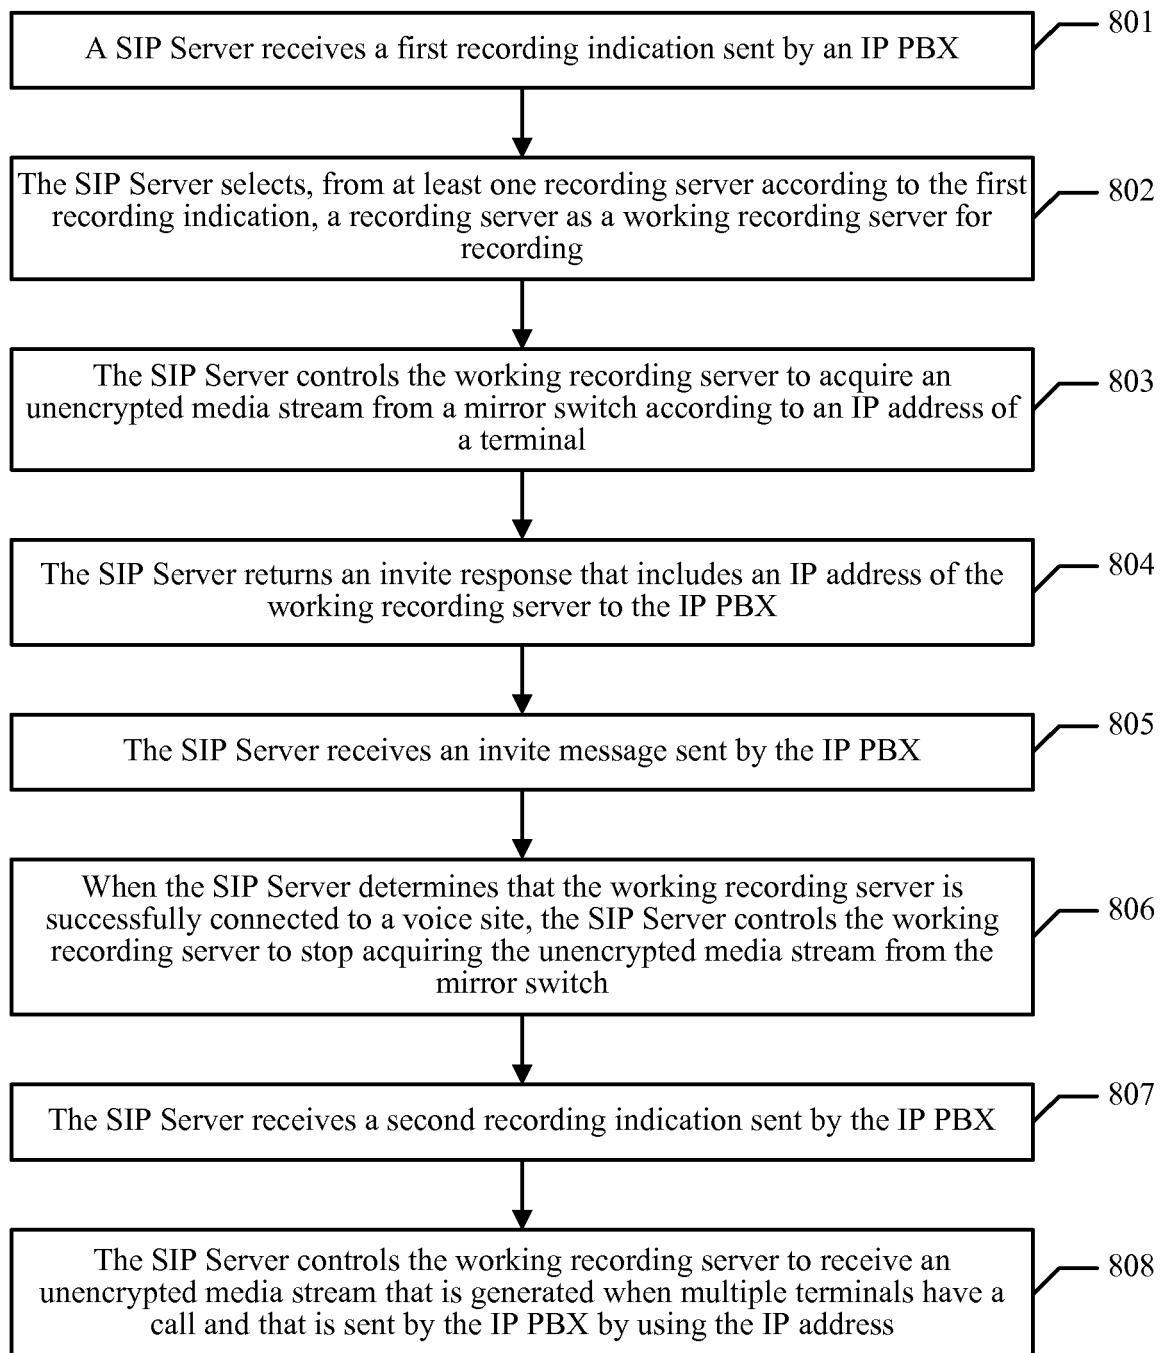 A SIP Server receives a first recording indication sent by an IP PBX
801
The SIP Server selects, from at least one recording server according to the first
recording indication, a recording server as a working recording server for
recording
802
The SIP Server controls the working recording server to acquire an
unencrypted media stream from a mirror switch according to an IP address of
a terminal
803
The SIP Server returns an invite response that includes an IP address of the
working recording server to the IP PBX
804
The SIP Server receives an invite message sent by the IP PBX
805
When the SIP Server determines that the working recording server is
successfully connected to a voice site, the SIP Server controls the working
recording server to stop acquiring the unencrypted media stream from the
mirror switch
806
The SIP Server receives a second recording indication sent by the IP PBX
807
The SIP Server controls the working recording server to receive an
unencrypted media stream that is generated when multiple terminals have a
call and that is sent by the IP PBX by using the IP address
808